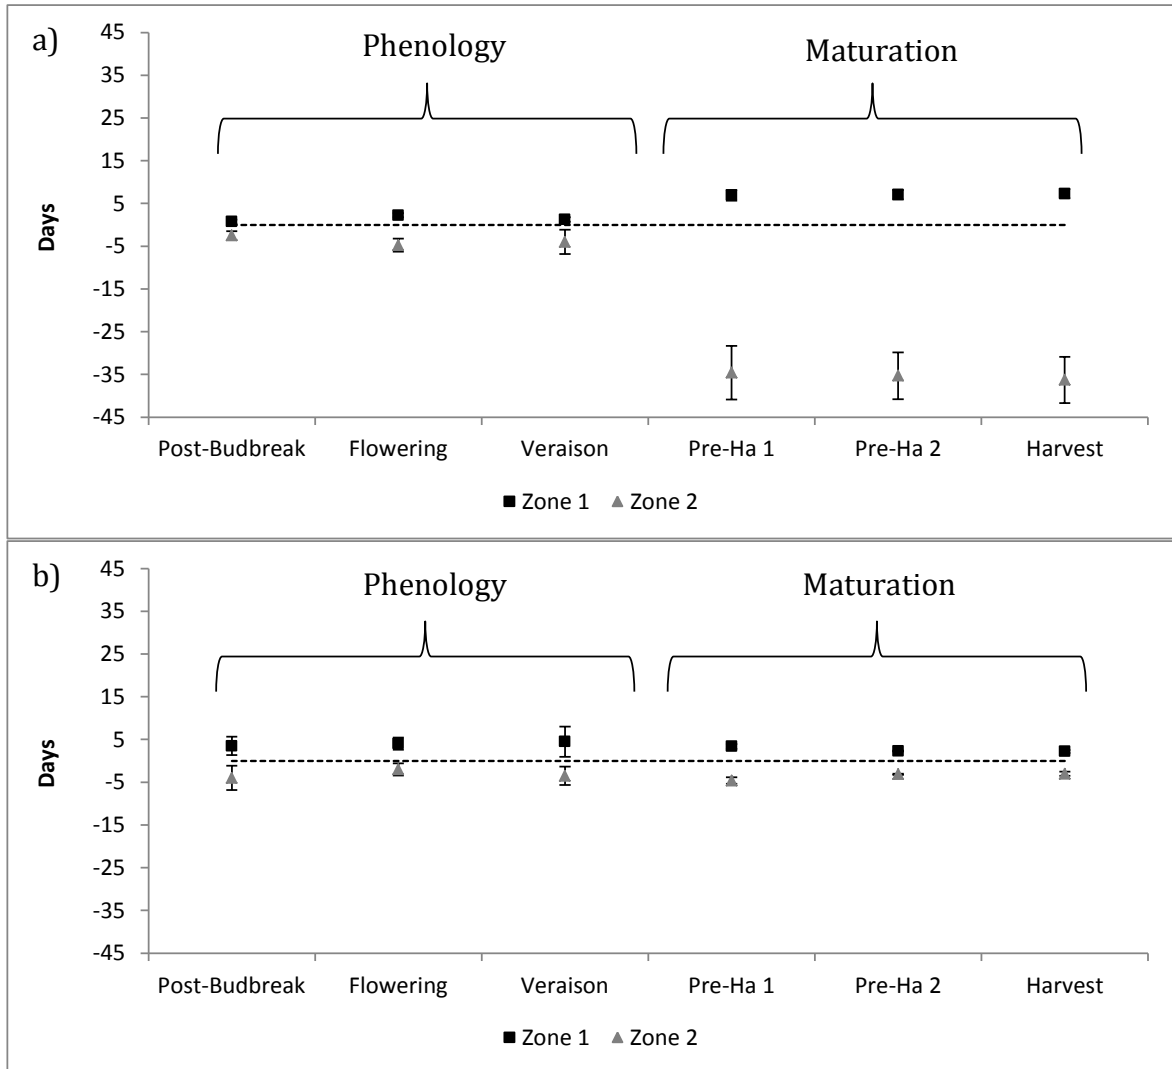 a)
Phenology
Maturation
45
35
25
15
5
-5
-15
-25
-35
-45
Days
Post-Budbreak Flowering Veraison Pre-Ha 1 Pre-Ha 2 Harvest
Zone 1 Zone 2
b)
Phenology
Maturation
45
35
25
15
5
-5
-15
-25
-35
-45
Days
Post-Budbreak Flowering Veraison Pre-Ha 1 Pre-Ha 2 Harvest
Zone 1 Zone 2